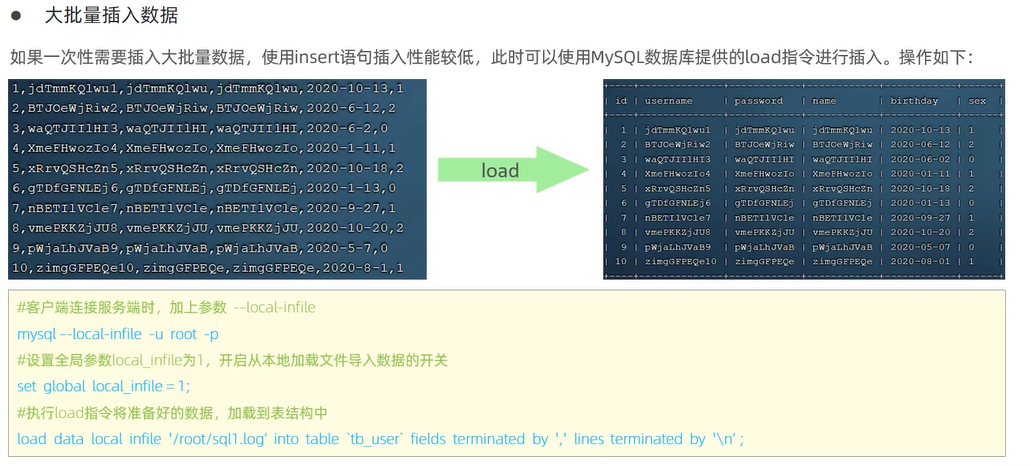 ● 大批量插入数据
如果一次性需要插入大批量数据，使用insert语句插入性能较低，此时可以使用MySQL数据库提供的load指令进行插入。操作如下：
1,jdTmmKQlwu1,jdTmmKQlwu,jdTmmKQlwu,2020-10-13,1
2,BTJOeWjRiw2,BTJOeWjRiw,BTJOeWjRiw,2020-6-12,2
3,waQTJIIlHI3,waQTJIIlHI,waQTJIIlHI,2020-6-2,0
4,XmeFHwozIo4,XmeFHwozIo,XmeFHwozIo,2020-1-11,1
5,xRrvQSHcZn5,xRrvQSHcZn,xRrvQSHcZn,2020-10-18,2
6,gTDfGFNLEj6,gTDfGFNLEj,gTDfGFNLEj,2020-1-13,0
7,nBETIlVCle7,nBETIlVCle,nBETIlVCle,2020-9-27,1
8,vmePKKZjJU8,vmePKKZjJU,vmePKKZjJU,2020-10-20,2
9,pWjaLhJVaB9,pWjaLhJVaB,pWjaLhJVaB,2020-5-7,0
10,zimgGFPEQe10,zimgGFPEQe,zimgGFPEQe,2020-8-1,1
load
| id | username | password | name | birthday | sex |
| 1 | jdTmmKQlwu1 | jdTmmKQlwu | jdTmmKQlwu | 2020-10-13 | 1 |
| 2 | BTJOeWjRiw2 | BTJOeWjRiw | BTJOeWjRiw | 2020-06-12 | 2 |
| 3 | waQTJIIlHI3 | waQTJIIlHI | waQTJIIlHI | 2020-06-02 | 0 |
| 4 | XmeFHwozIo4 | XmeFHwozIo | XmeFHwozIo | 2020-01-11 | 1 |
| 5 | xRrvQSHcZn5 | xRrvQSHcZn | xRrvQSHcZn | 2020-10-18 | 2 |
| 6 | gTDfGFNLEj6 | gTDfGFNLEj | gTDfGFNLEj | 2020-01-13 | 0 |
| 7 | nBETIlVCle7 | nBETIlVCle | nBETIlVCle | 2020-09-27 | 1 |
| 8 | vmePKKZjJU8 | vmePKKZjJU | vmePKKZjJU | 2020-10-20 | 2 |
| 9 | pWjaLhJVaB9 | pWjaLhJVaB | pWjaLhJVaB | 2020-05-07 | 0 |
| 10 | zimgGFPEQe10 | zimgGFPEQe | zimgGFPEQe | 2020-08-01 | 1 |
#客户端连接服务端时，加上参数 --local-infile
mysql --local-infile -u root -p
#设置全局参数local_infile为1，开启从本地加载文件导入数据的开关
set global local_infile = 1;
#执行load指令将准备好的数据，加载到表结构中
load data local infile '/root/sql1.log' into table `tb_user` fields terminated by ',' lines terminated by '\n' ;